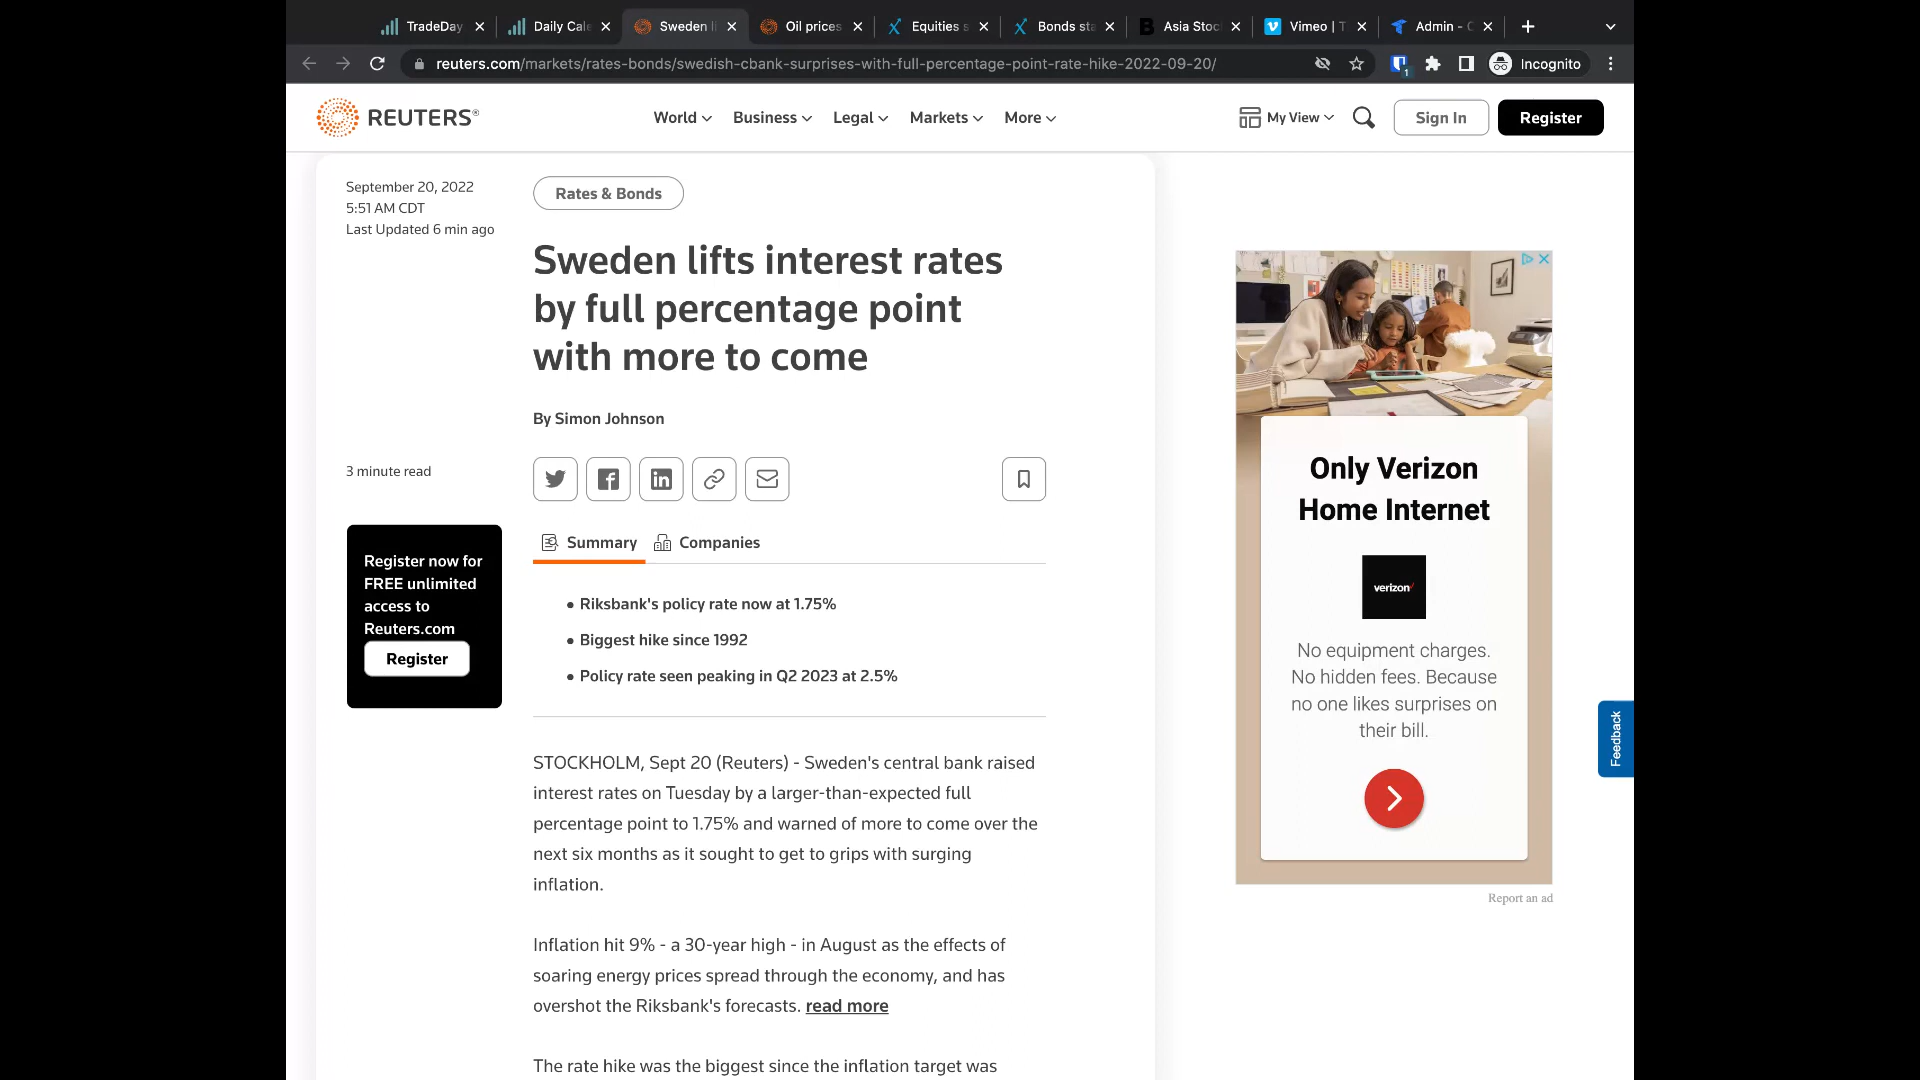 TradeDay
Daily Cale
Sweden li
Oil prices
Equities s
Bonds sta
Asia Stoc
Vimeo | T
Admin - C
reuters.com/markets/rates-bonds/swedish-cbank-surprises-with-full-percentage-point-rate-hike-2022-09-20/
1
Incognito
REUTERS®
World
Business
Legal
Markets
More
My View
Sign In
Register
September 20, 2022
5:51 AM CDT
Last Updated 6 min ago
Rates & Bonds
Sweden lifts interest rates
by full percentage point
with more to come
By Simon Johnson
3 minute read
Register now for
FREE unlimited
access to
Reuters.com
Register
Summary
Companies
• Riksbank's policy rate now at 1.75%
• Biggest hike since 1992
• Policy rate seen peaking in Q2 2023 at 2.5%
STOCKHOLM, Sept 20 (Reuters) - Sweden's central bank raised
interest rates on Tuesday by a larger-than-expected full
percentage point to 1.75% and warned of more to come over the
next six months as it sought to get to grips with surging
inflation.
Inflation hit 9% - a 30-year high - in August as the effects of
soaring energy prices spread through the economy, and has
overshot the Riksbank's forecasts. read more
The rate hike was the biggest since the inflation target was
Only Verizon
Home Internet
verizon
No equipment charges.
No hidden fees. Because
no one likes surprises on
their bill.
Report an ad
Feedback